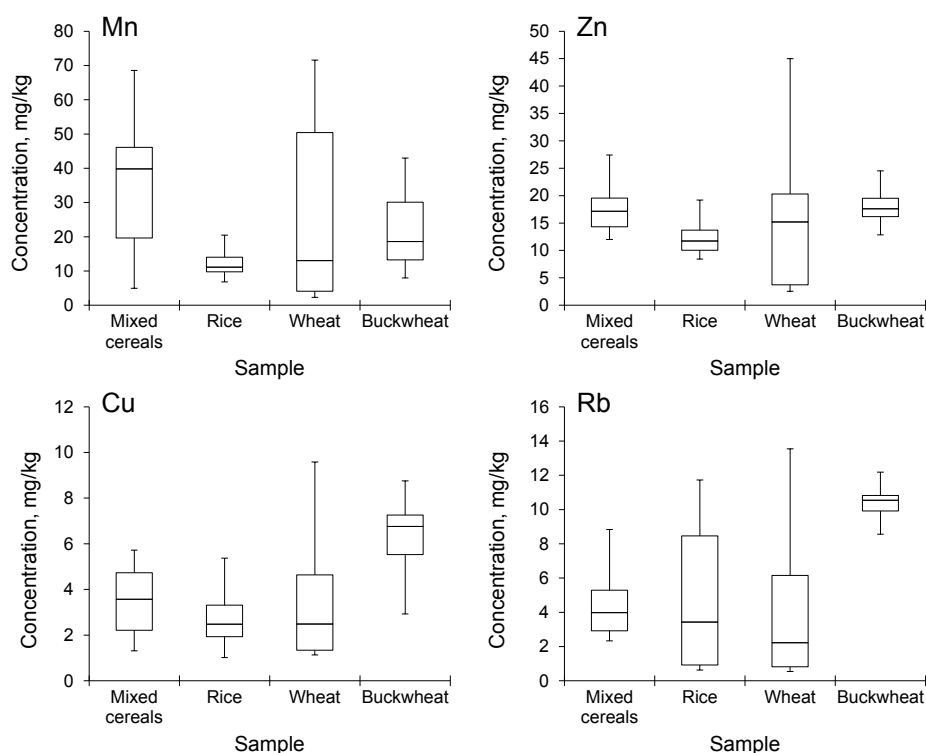 Mn
Concentration, mg/kg
80
70
60
50
40
30
20
10
0
Mixed cereals
Rice
Wheat
Buckwheat
Sample
Zn
Concentration, mg/kg
50
45
40
35
30
25
20
15
10
5
0
Mixed cereals
Rice
Wheat
Buckwheat
Sample
Cu
Concentration, mg/kg
12
10
8
6
4
2
0
Mixed cereals
Rice
Wheat
Buckwheat
Sample
Rb
Concentration, mg/kg
16
14
12
10
8
6
4
2
0
Mixed cereals
Rice
Wheat
Buckwheat
Sample